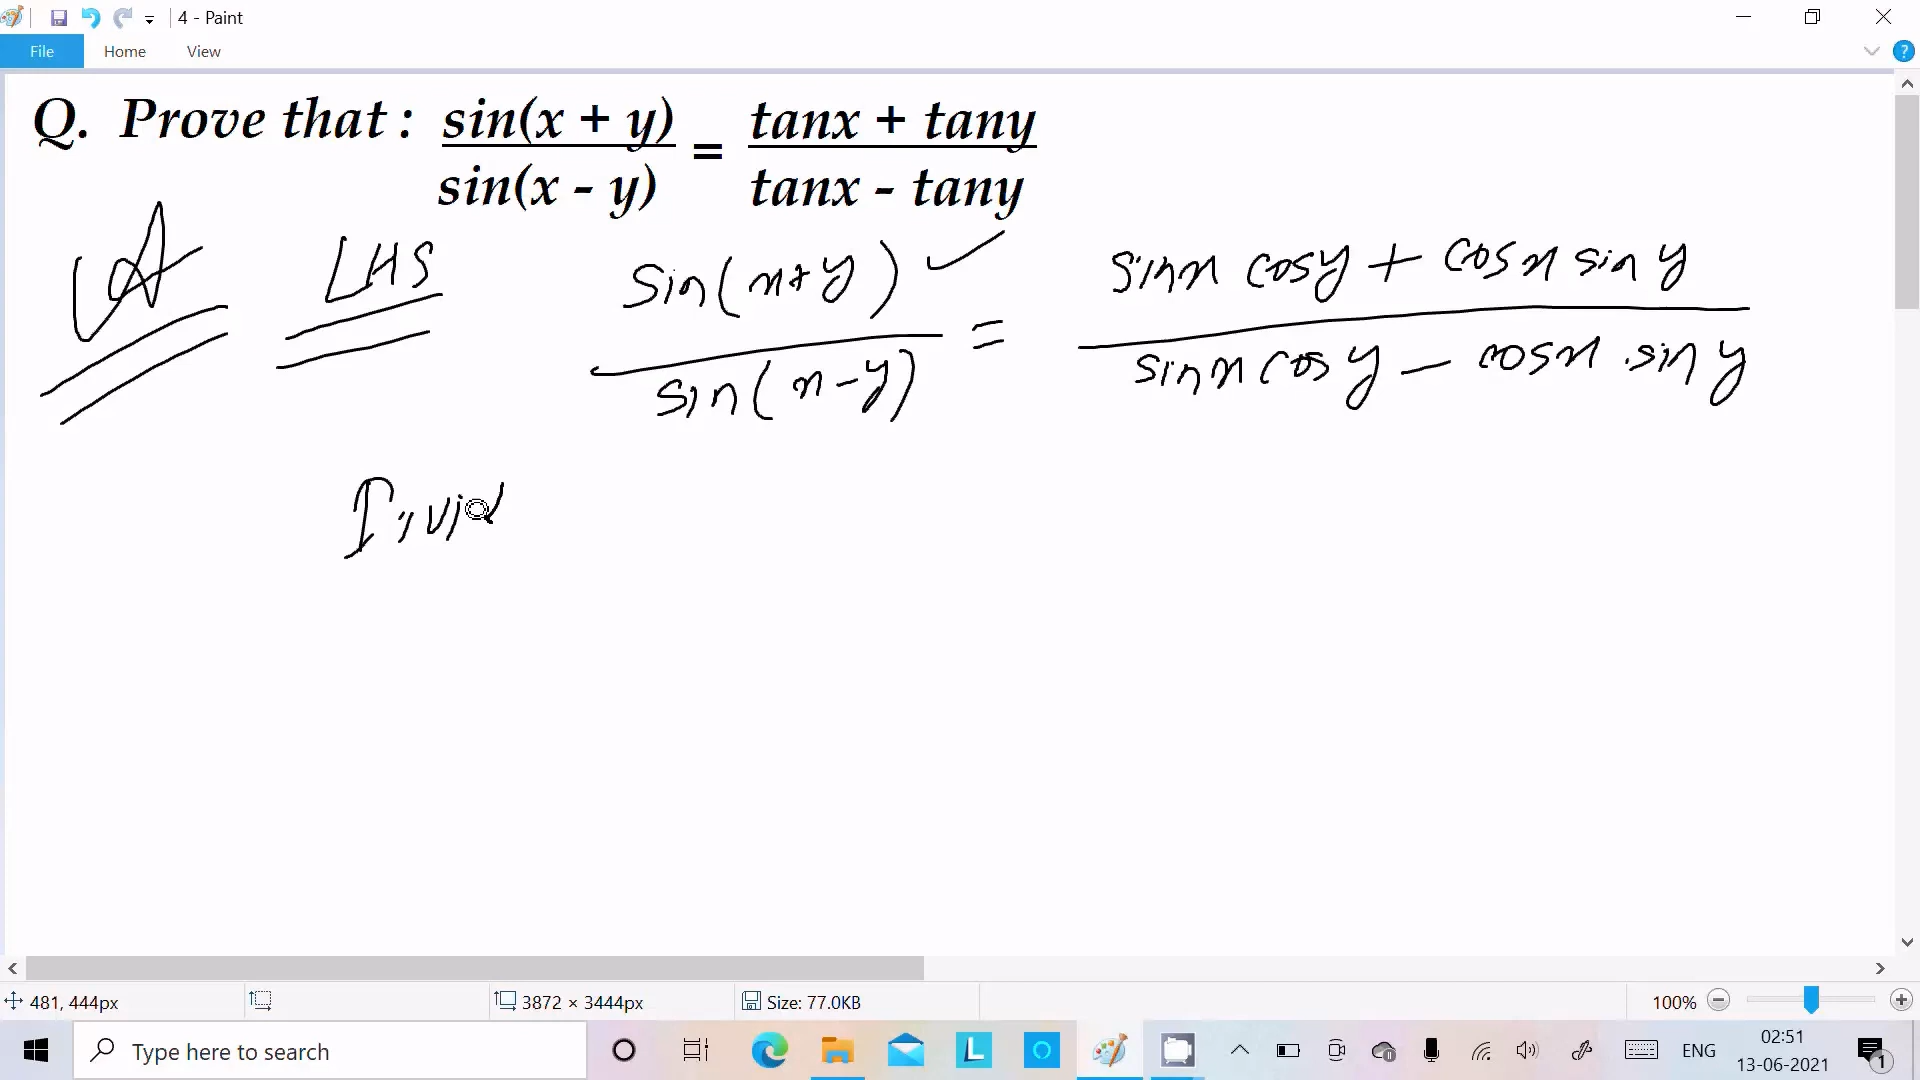 4 - Paint
File Home View
Q. Prove that : sin(x + y) = tanx + tany
sin(x - y) tanx - tany
LHS sin(x+y) = sinx cosy + cosx siny
sin(x-y) sinx cosy - cosx . siny
481, 444px 3872 × 3444px Size: 77.0KB 100%
Type here to search ENG 02:51
13-06-2021 1